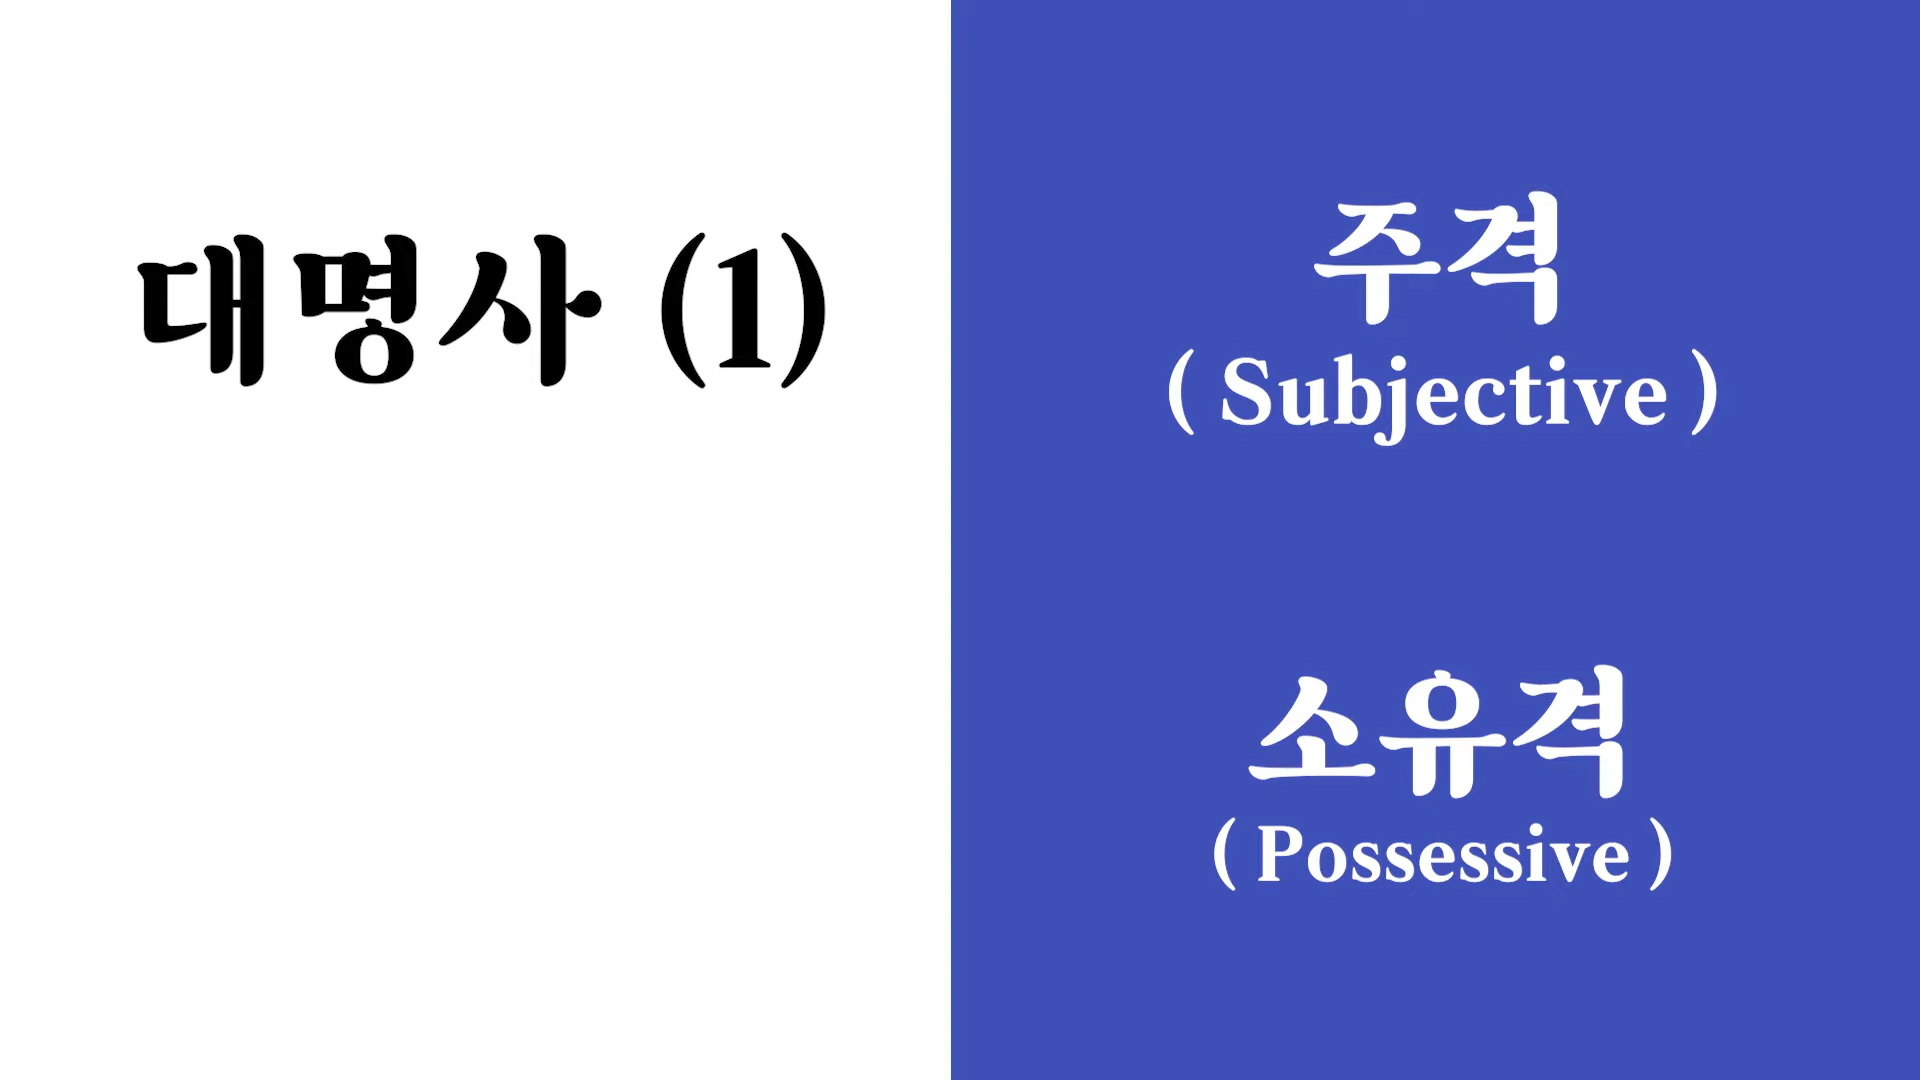 대명사 (1)
주격
( Subjective )
소유격
( Possessive )